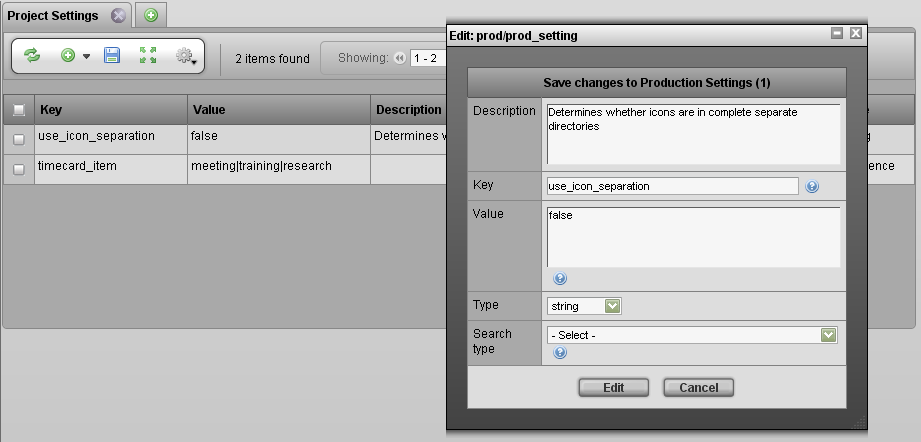 Project Settings
2 items found
Showing:
1 - 2
Key
Value
Description
use_icon_separation
false
Determines
timecard_item
meeting|training|research
Edit: prod/prod_setting
Save changes to Production Settings (1)
Description
Determines whether icons are in complete separate
directories
Key
use_icon_separation
Value
false
Type
string
Search
type
- Select -
Edit
Cancel